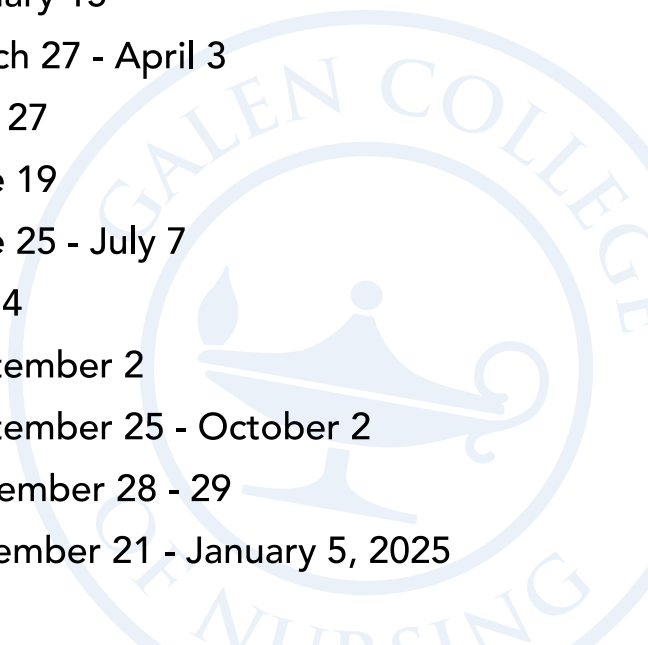 ch 27 - April 3
27
e 19
e 25 - July 7
4
tember 2
tember 25 - October 2
ember 28 - 29
ember 21 - January 5, 2025
GALEN COLLEGE
OF NURSING